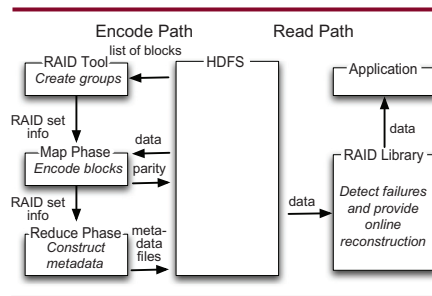 Encode Path
Read Path
list of blocks
RAID Tool
Create groups
HDFS
Application
RAID set
info
data
Map Phase
Encode blocks
data
parity
RAID Library
Detect failures
and provide
online
reconstruction
data
RAID set
info
Reduce Phase
Construct
metadata
meta-
data
files